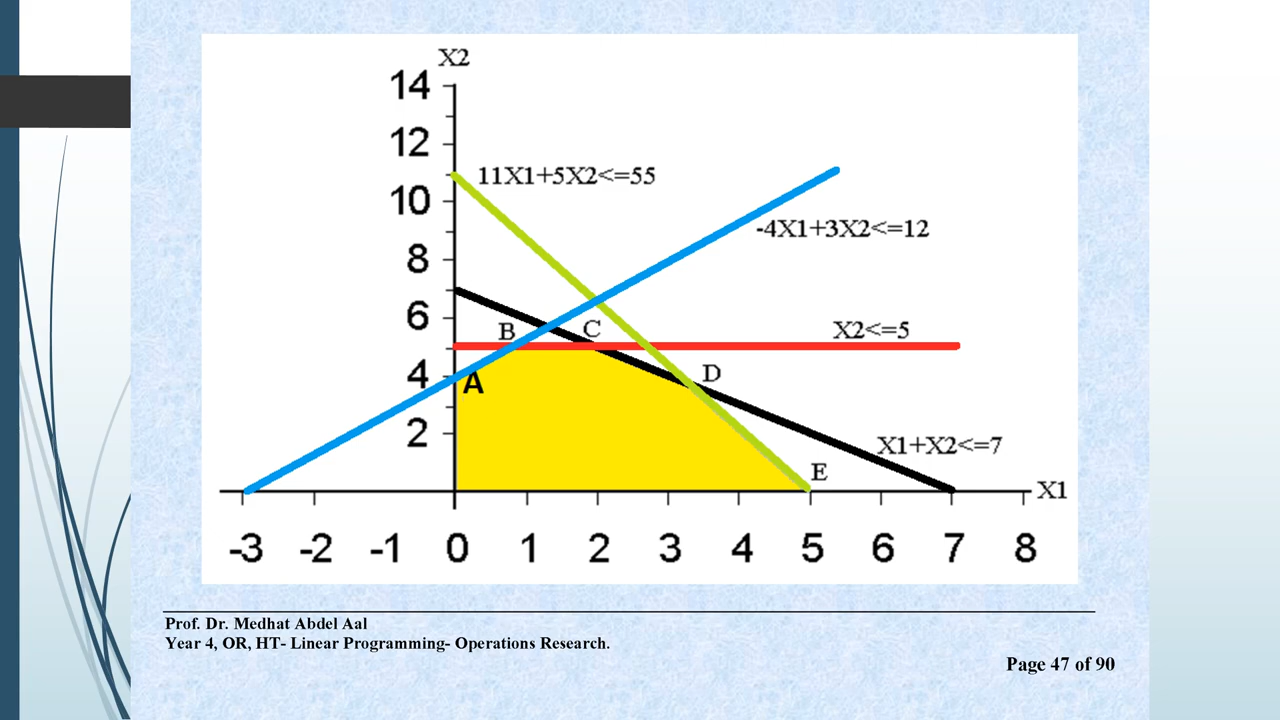 X2
14
12
11X1+5X2<=55
10
-4X1+3X2<=12
8
6
B
C
X2<=5
4
A
D
2
X1+X2<=7
E
X1
-3 -2 -1 0 1 2 3 4 5 6 7 8
Prof. Dr. Medhat Abdel Aal
Year 4, OR, HT- Linear Programming- Operations Research.
Page 47 of 90